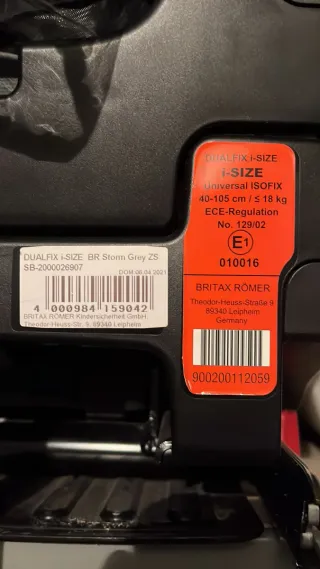 DUALFIX i-SIZE
i-SIZE
Universal ISOFIX
40-105 cm / ≤ 18 kg
ECE-Regulation
No. 129/02
E1
010016
BRITAX RÖMER
Theodor-Heuss-Straße 9
89340 Leipheim
Germany
900200112059
DUALFIX i-SIZE BR Storm Grey ZS
SB-2000026907
DOM 08.04.2021
4 000984 159042
BRITAX RÖMER Kindersicherheit GmbH,
Theodor-Heuss-Str. 9, 89340 Leipheim